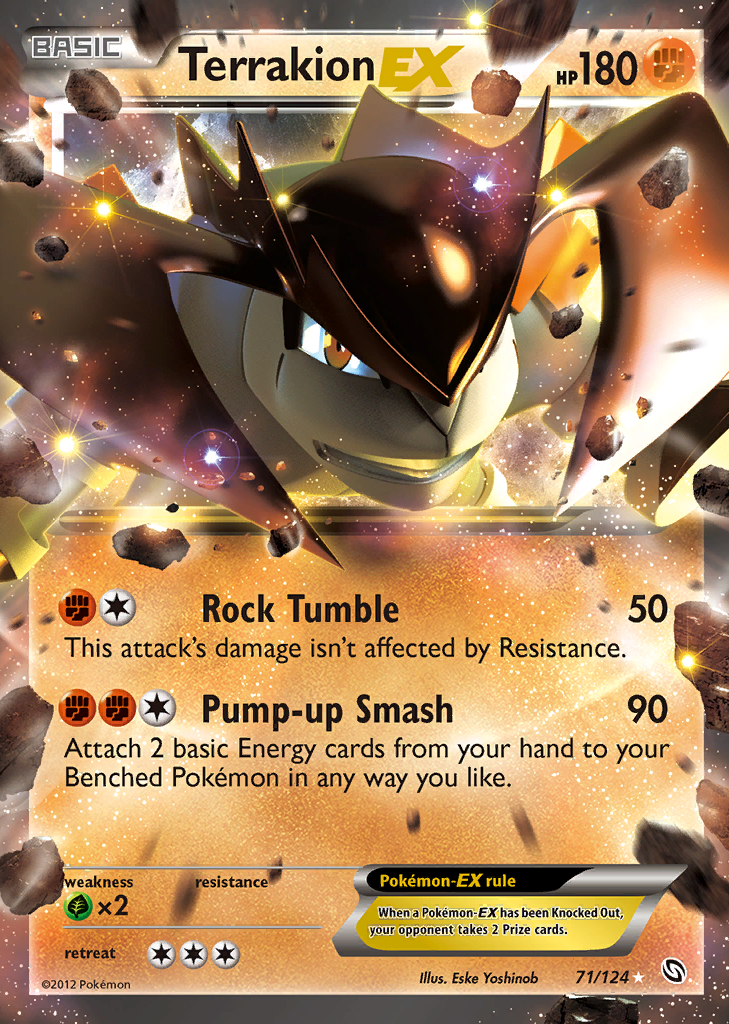 BASIC
Terrakion EX
HP180
Rock Tumble 50
This attack's damage isn't affected by Resistance.
Pump-up Smash 90
Attach 2 basic Energy cards from your hand to your
Benched Pokémon in any way you like.
weakness resistance
×2
retreat
Pokémon-EX rule
When a Pokémon-EX has been Knocked Out,
your opponent takes 2 Prize cards.
©2012 Pokémon
Illus. Eske Yoshinob
71/124 ★